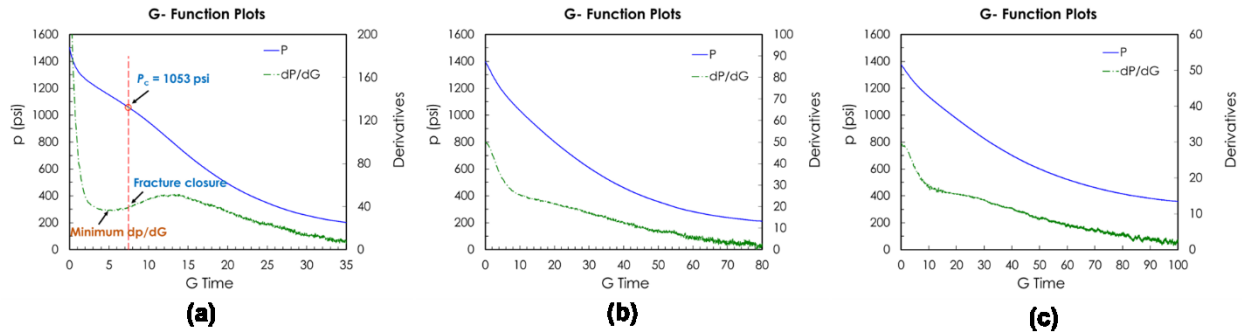 G- Function Plots
1600
1400
1200
1000
800
600
400
200
0
p (psi)
200
160
120
80
40
0
Derivatives
P
dP/dG
Pc = 1053 psi
Fracture closure
Minimum dp/dG
0 5 10 15 20 25 30 35
G Time
(a)
G- Function Plots
1600
1400
1200
1000
800
600
400
200
0
p (psi)
100
90
80
70
60
50
40
30
20
10
0
Derivatives
P
dP/dG
0 10 20 30 40 50 60 70 80
G Time
(b)
G- Function Plots
1600
1400
1200
1000
800
600
400
200
0
p (psi)
60
50
40
30
20
10
0
Derivatives
P
dP/dG
0 10 20 30 40 50 60 70 80 90 100
G Time
(c)